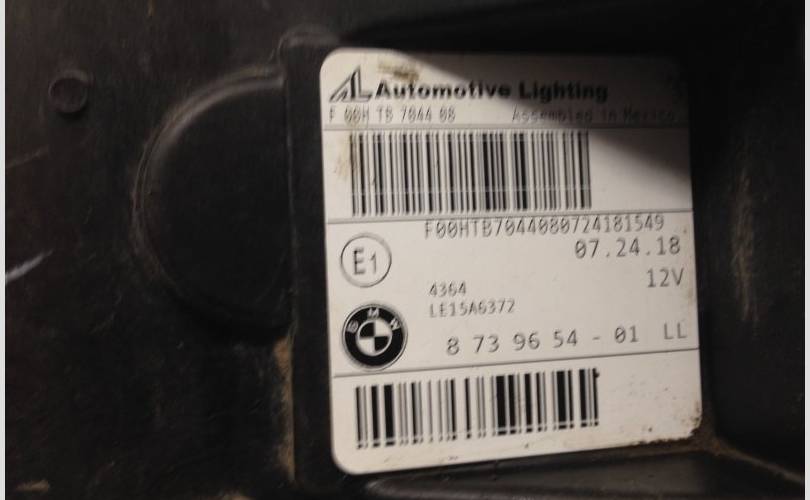 AL Automotive Lighting
F 00H TB 7044 08 Assembled in Mexico
F00HTB7044080724181549
E1
07.24.18
12V
4364
LE15A6372
BMW
8 73 96 54 - 01 LL